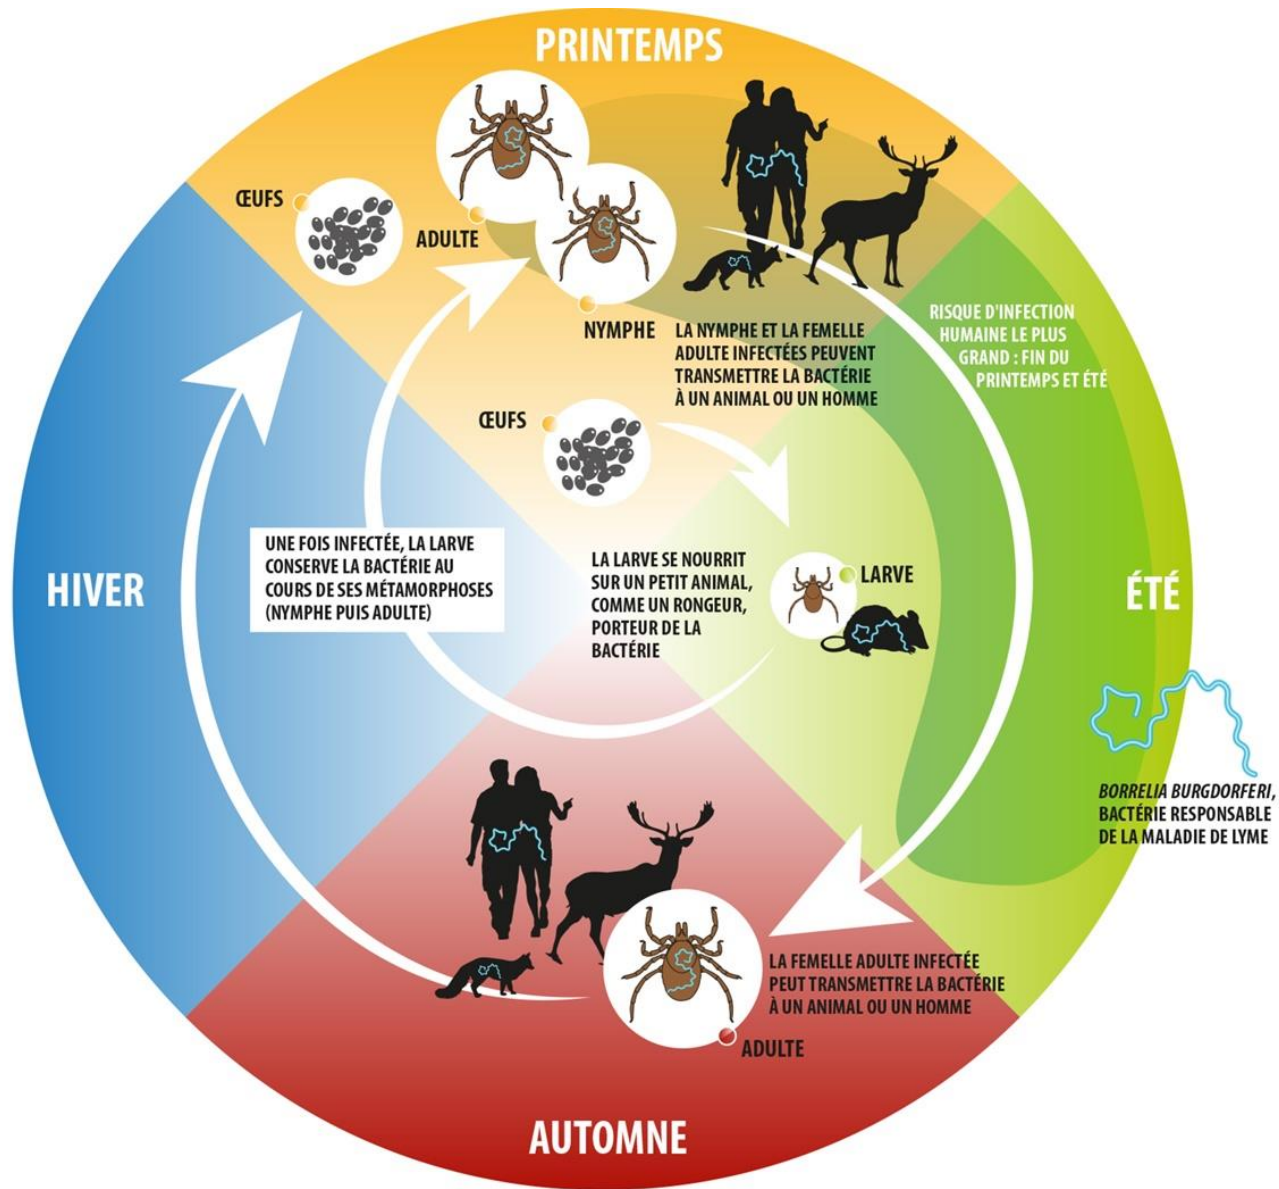 PRINTEMPS
ŒUFS
ADULTE
NYMPHE
LA NYMPHE ET LA FEMELLE
ADULTE INFECTÉES PEUVENT
TRANSMETTRE LA BACTÉRIE
À UN ANIMAL OU UN HOMME
RISQUE D'INFECTION
HUMAINE LE PLUS
GRAND : FIN DU
PRINTEMPS ET ÉTÉ
ŒUFS
HIVER
UNE FOIS INFECTÉE, LA LARVE
CONSERVE LA BACTÉRIE AU
COURS DE SES MÉTAMORPHOSES
(NYMPHE PUIS ADULTE)
LA LARVE SE NOURRIT
SUR UN PETIT ANIMAL,
COMME UN RONGEUR,
PORTEUR DE LA
BACTÉRIE
LARVE
ÉTÉ
BORRELIA BURGDORFERI,
BACTÉRIE RESPONSABLE
DE LA MALADIE DE LYME
LA FEMELLE ADULTE INFECTÉE
PEUT TRANSMETTRE LA BACTÉRIE
À UN ANIMAL OU UN HOMME
ADULTE
AUTOMNE